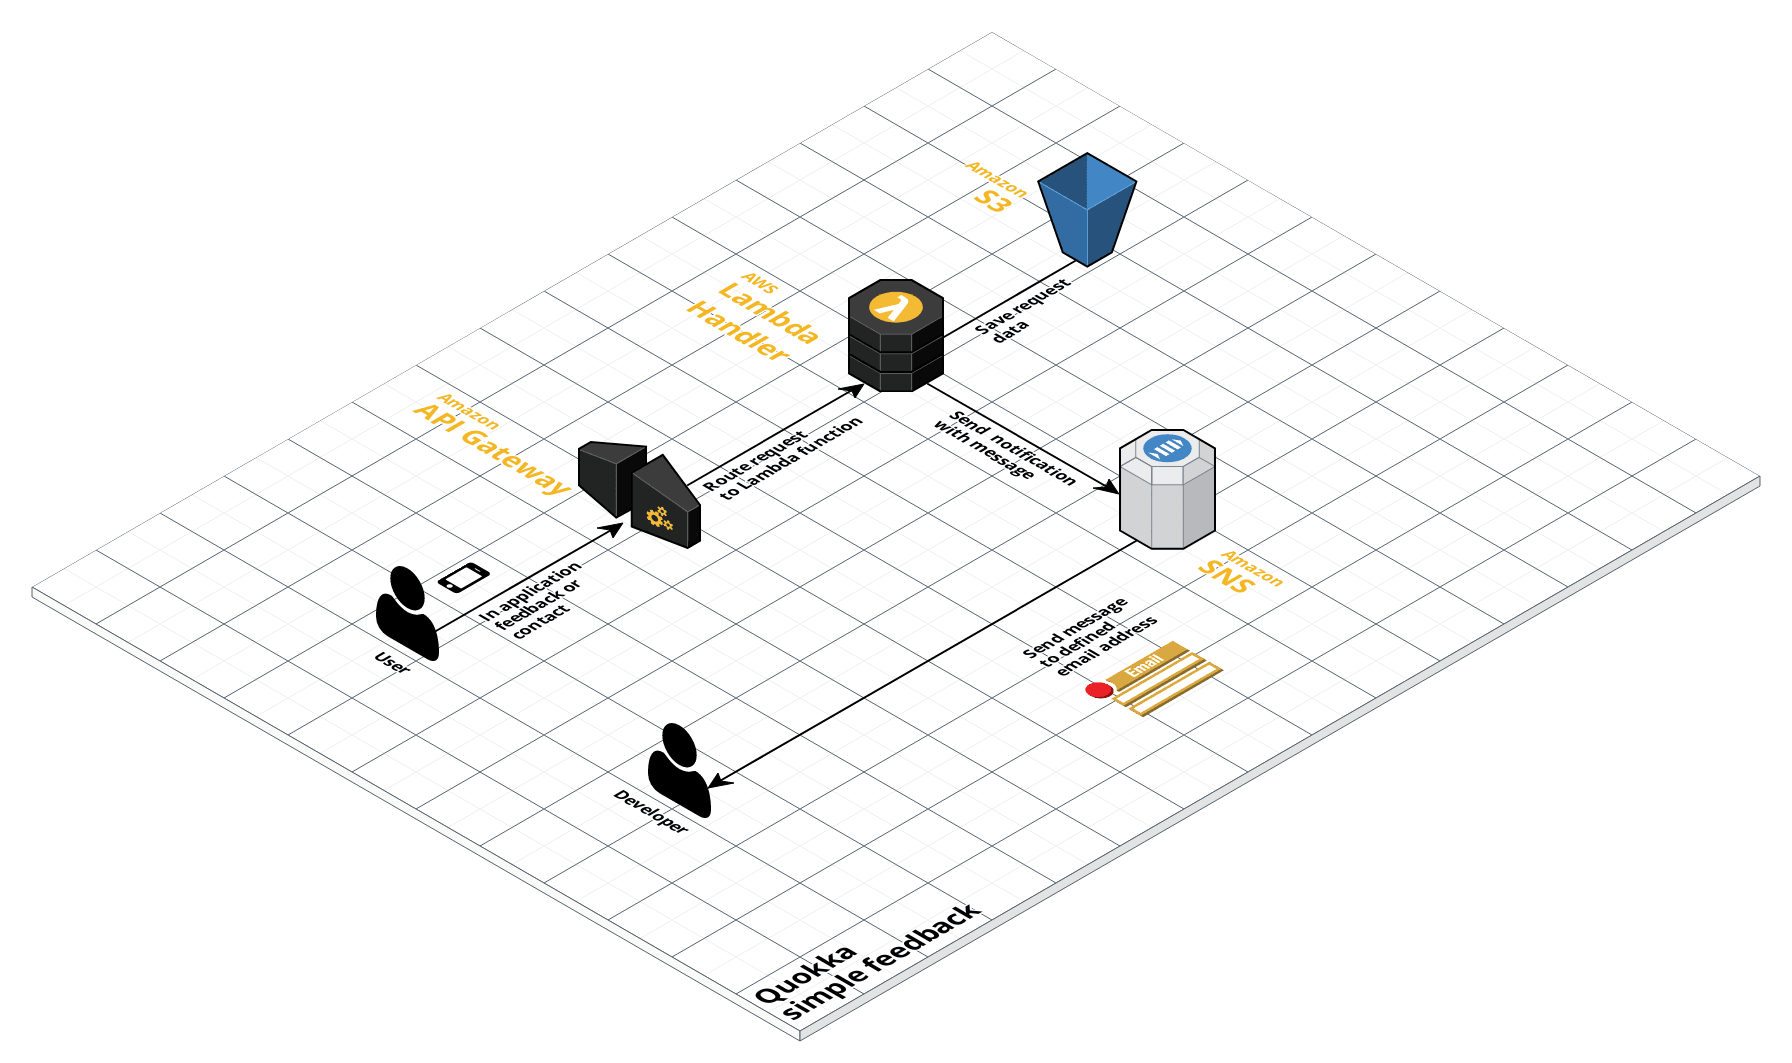 Amazon
S3
AWS
Lambda
Handler
Save request
data
Amazon
API Gateway
Route request
to Lambda function
Send notification
with message
In application
feedback or
contact
User
Amazon
SNS
Send message
to defined
email address
Email
Developer
Quokka
simple feedback